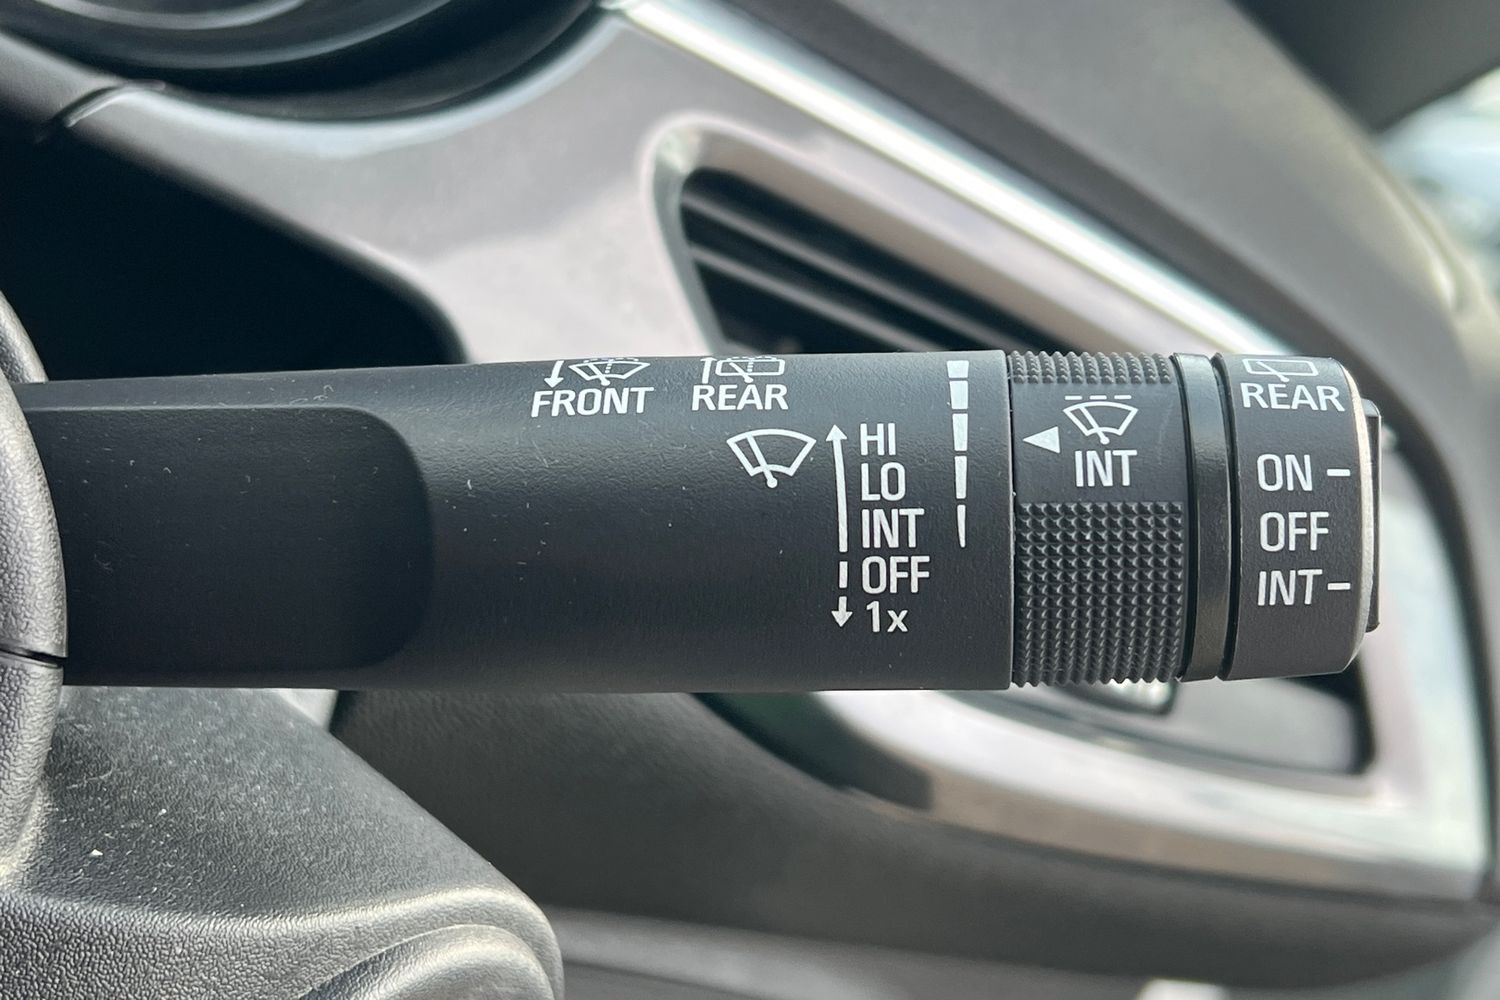 FRONT REAR
HI
LO
INT
OFF
1x
INT
REAR
ON
OFF
INT